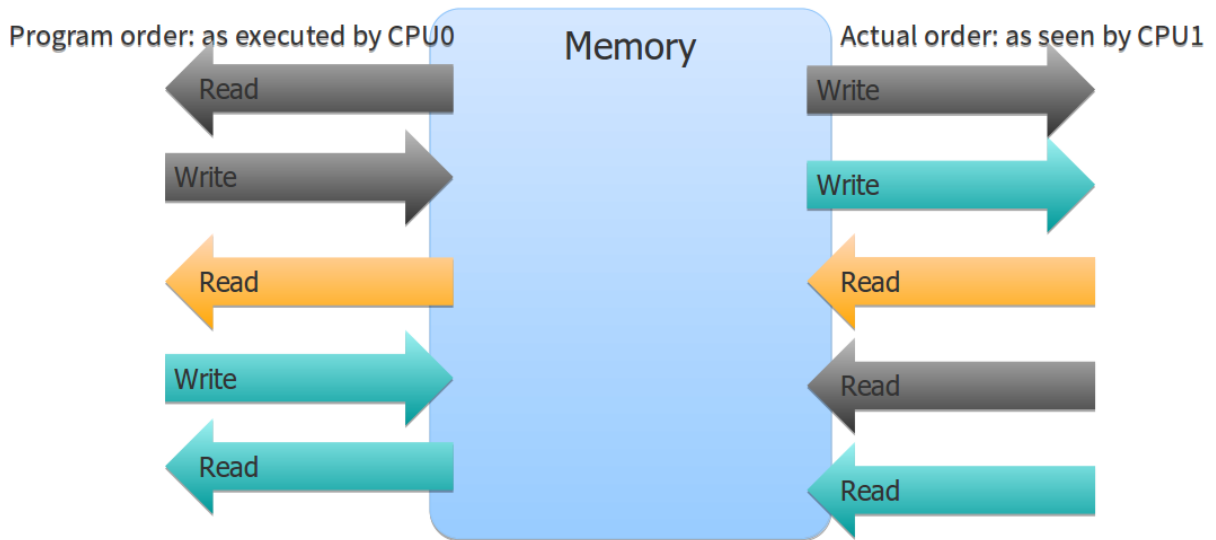 Program order: as executed by CPU0
Memory
Actual order: as seen by CPU1
Read
Write
Write
Write
Read
Read
Write
Read
Read
Read